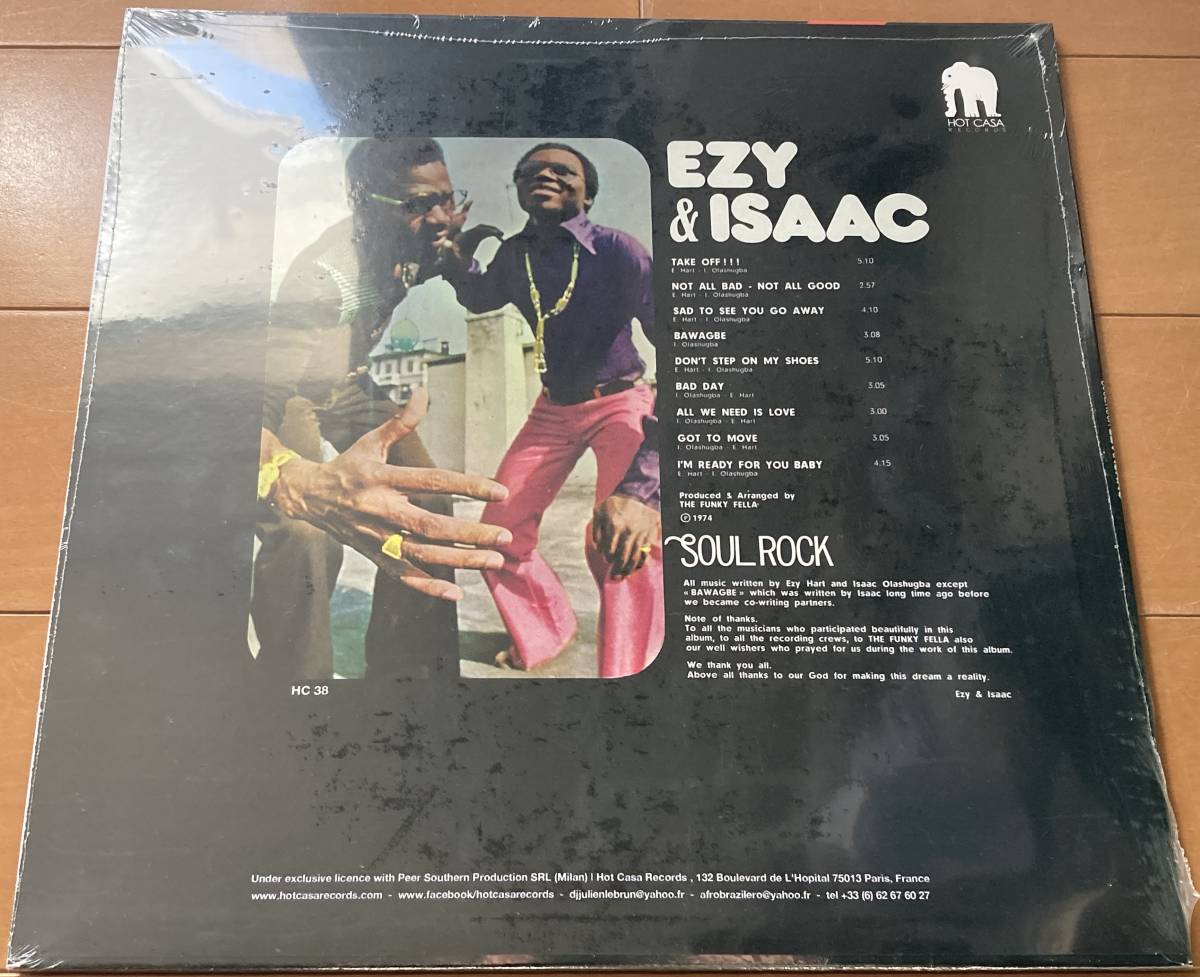 HOT CASA
RECORDS
EZY
& ISAAC
TAKE OFF!!! 5.10
E. Hart - I. Olashugba
NOT ALL BAD - NOT ALL GOOD 2.57
E. Hart - I. Olashugba
SAD TO SEE YOU GO AWAY 4.10
E. Hart - I. Olashugba
BAWAGBE 3.08
I. Olashugba
DON'T STEP ON MY SHOES 5.10
E. Hart - I. Olashugba
BAD DAY 3.05
I. Olashugba - E. Hart
ALL WE NEED IS LOVE 3.00
I. Olashugba - E. Hart
GOT TO MOVE 3.05
I. Olashugba - E. Hart
I'M READY FOR YOU BABY 4.15
E. Hart - I. Olashugba
Produced & Arranged by
THE FUNKY FELLA
℗ 1974
SOUL ROCK
All music written by Ezy Hart and Isaac Olashugba except
« BAWAGBE » which was written by Isaac long time ago before
we became co-writing partners.
Note of thanks.
To all the musicians who participated beautifully in this
album, to all the recording crews, to THE FUNKY FELLA also
our well wishers who prayed for us during the work of this album.
We thank you all.
Above all thanks to our God for making this dream a reality.
Ezy & Isaac
HC 38
Under exclusive licence with Peer Southern Production SRL (Milan) I Hot Casa Records , 132 Boulevard de L'Hopital 75013 Paris, France
www.hotcasarecords.com - www.facebook/hotcasarecords - djjulienlebrun@yahoo.fr - afrobrazilero@yahoo.fr - tel +33 (6) 62 67 60 27